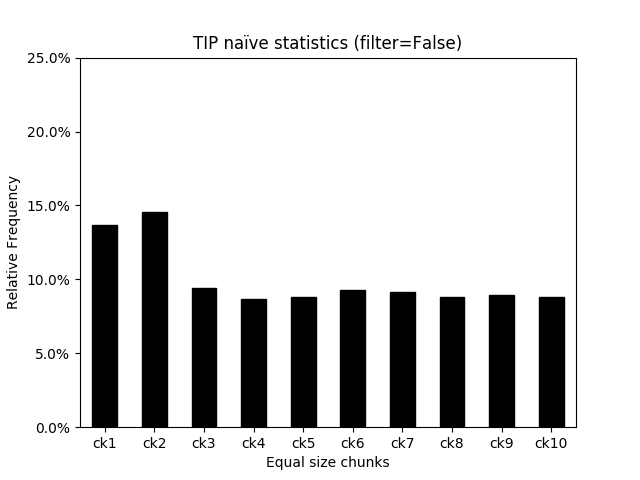 TIP naïve statistics (filter=False)
25.0%
20.0%
15.0%
10.0%
5.0%
0.0%
Relative Frequency
ck1 ck2 ck3 ck4 ck5 ck6 ck7 ck8 ck9 ck10
Equal size chunks